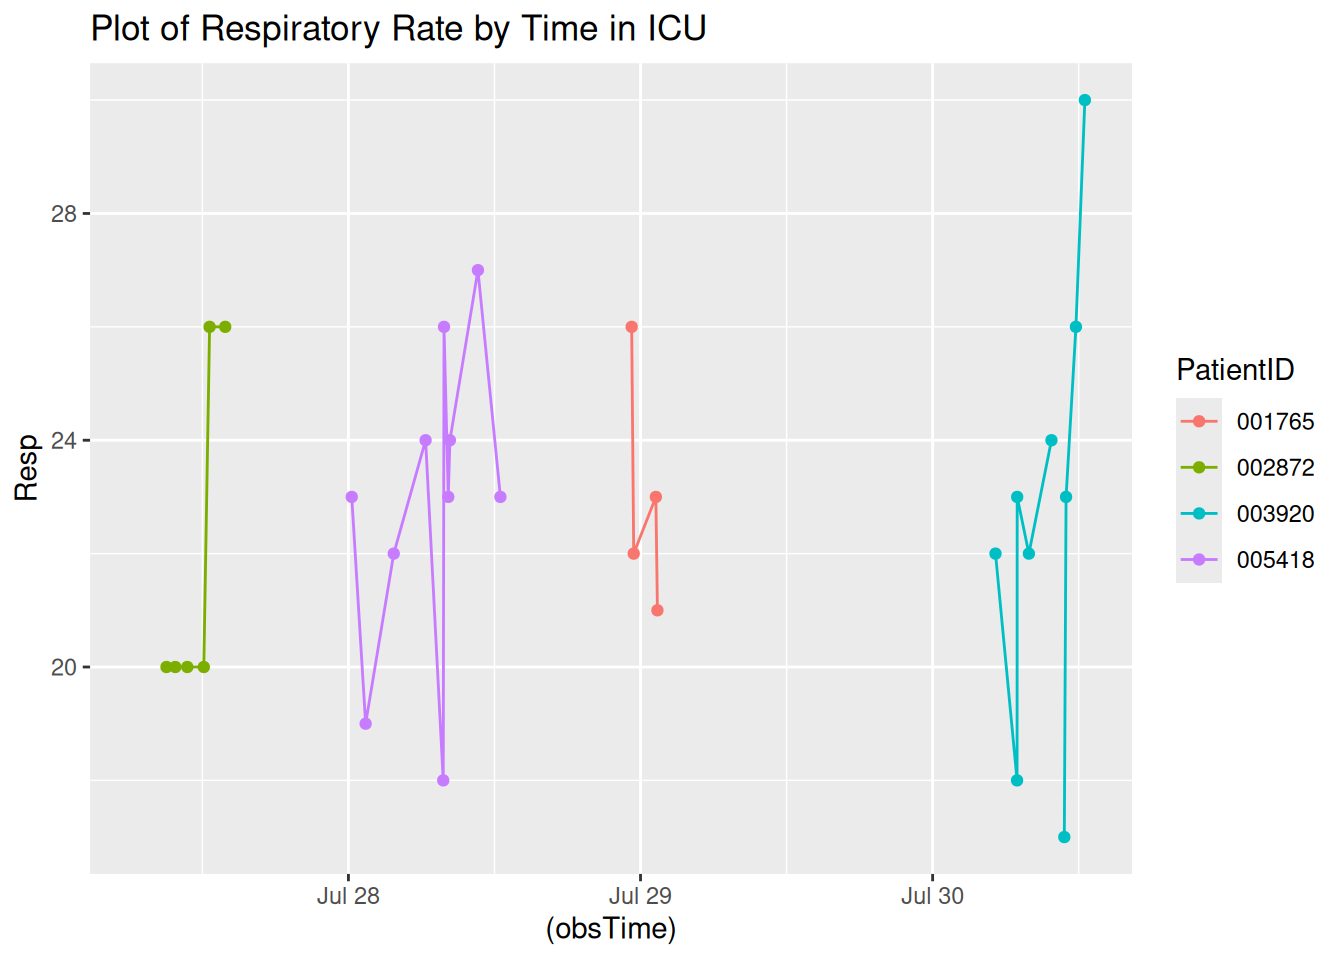 Plot of Respiratory Rate by Time in ICU
Resp
28
24
20
Jul 28 Jul 29 Jul 30
(obsTime)
PatientID
001765
002872
003920
005418